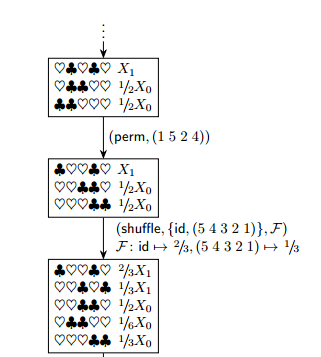 ⋮
♡♣♡♣♡ X₁
♡♣♣♡♡ ¹/₂X₀
♣♣♡♡♡ ¹/₂X₀
(perm, (1 5 2 4))
♣♡♡♣♡ X₁
♡♡♣♣♡ ¹/₂X₀
♡♡♡♣♣ ¹/₂X₀
(shuffle, {id, (5 4 3 2 1)}, ℱ)
ℱ: id ↦ ²/₃, (5 4 3 2 1) ↦ ¹/₃
♣♡♡♣♡ ²/₃X₁
♡♡♣♡♣ ¹/₃X₁
♡♡♣♣♡ ¹/₂X₀
♡♣♣♡♡ ¹/₆X₀
♡♡♡♣♣ ¹/₃X₀